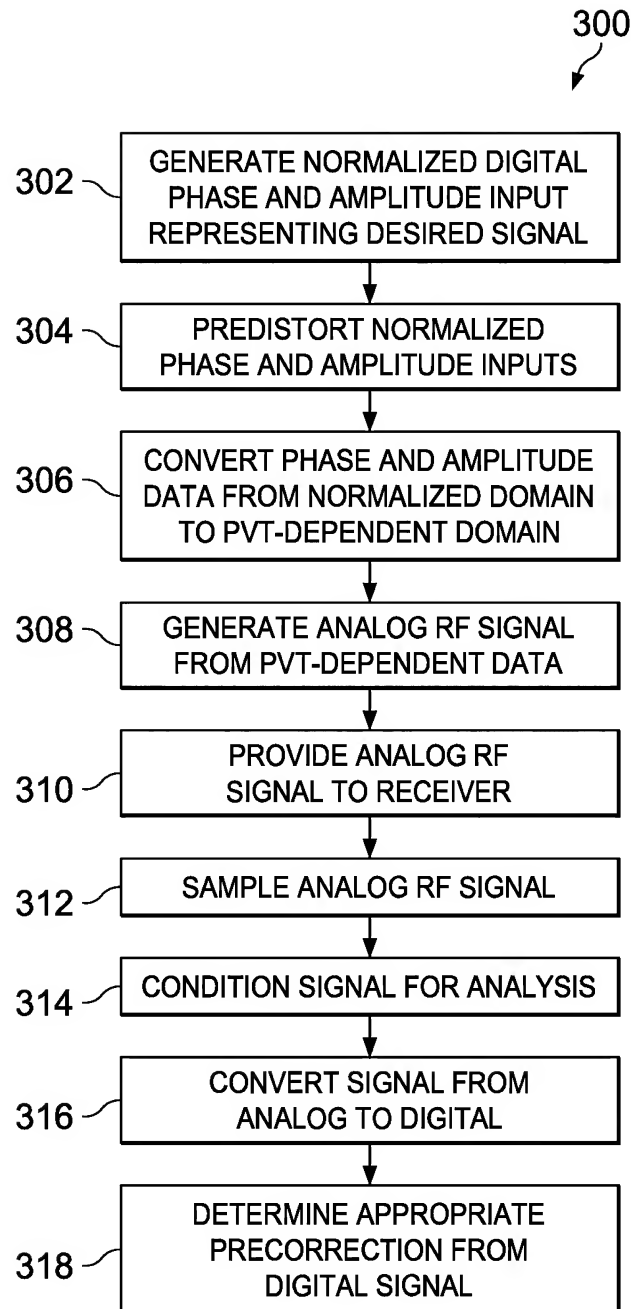 300
302
GENERATE NORMALIZED DIGITAL
PHASE AND AMPLITUDE INPUT
REPRESENTING DESIRED SIGNAL
304
PREDISTORT NORMALIZED
PHASE AND AMPLITUDE INPUTS
306
CONVERT PHASE AND AMPLITUDE
DATA FROM NORMALIZED DOMAIN
TO PVT-DEPENDENT DOMAIN
308
GENERATE ANALOG RF SIGNAL
FROM PVT-DEPENDENT DATA
310
PROVIDE ANALOG RF
SIGNAL TO RECEIVER
312
SAMPLE ANALOG RF SIGNAL
314
CONDITION SIGNAL FOR ANALYSIS
316
CONVERT SIGNAL FROM
ANALOG TO DIGITAL
318
DETERMINE APPROPRIATE
PRECORRECTION FROM
DIGITAL SIGNAL